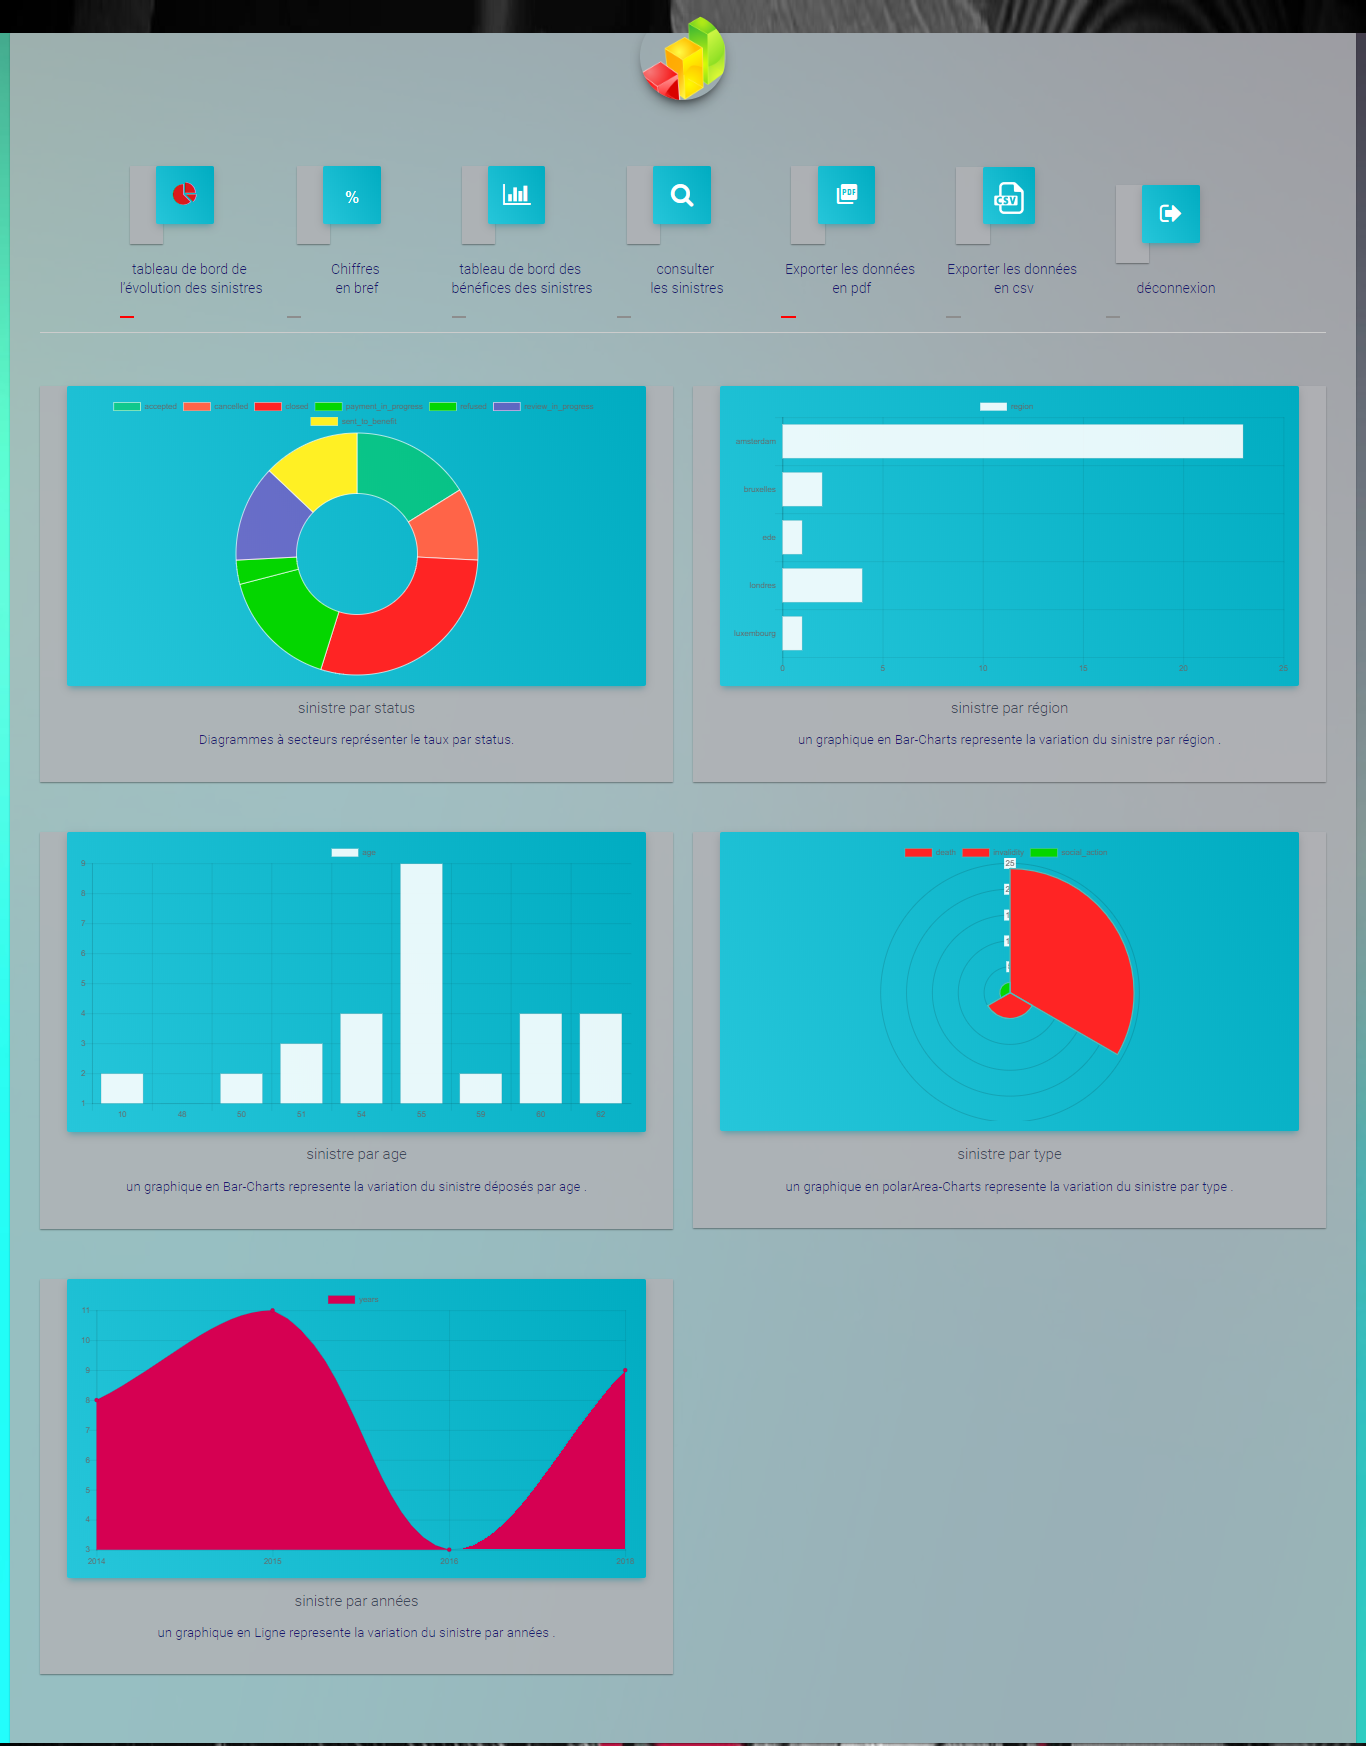 %
PDF
CSV
tableau de bord de
l'évolution des sinistres
Chiffres
en bref
tableau de bord des
bénéfices des sinistres
consulter
les sinistres
Exporter les données
en pdf
Exporter les données
en csv
déconnexion
accepted cancelled closed payment_in_progress refused review_in_progress
sent_to_benefit
sinistre par status
Diagrammes à secteurs représenter le taux par status.
region
amsterdam
bruxelles
ede
londres
luxembourg
0 5 10 15 20 25
sinistre par région
un graphique en Bar-Charts represente la variation du sinistre par région .
age
9
8
7
6
5
4
3
2
1
10 48 50 51 54 55 59 60 62
sinistre par age
un graphique en Bar-Charts represente la variation du sinistre déposés par age .
death invalidity social_action
25
sinistre par type
un graphique en polarArea-Charts represente la variation du sinistre par type .
years
11
10
9
8
7
6
5
4
3
2014 2015 2016 2018
sinistre par années
un graphique en Ligne represente la variation du sinistre par années .